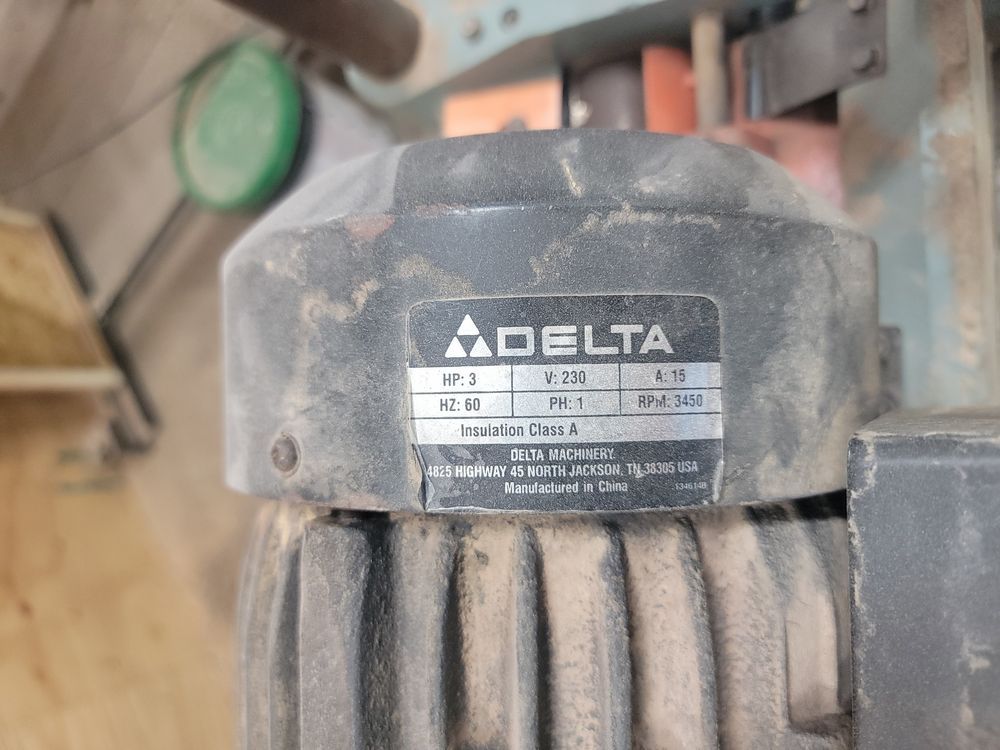 DELTA
HP: 3 V: 230 A: 15
HZ: 60 PH: 1 RPM: 3450
Insulation Class A
DELTA MACHINERY
4825 HIGHWAY 45 NORTH JACKSON, TN 38305 USA
Manufactured in China